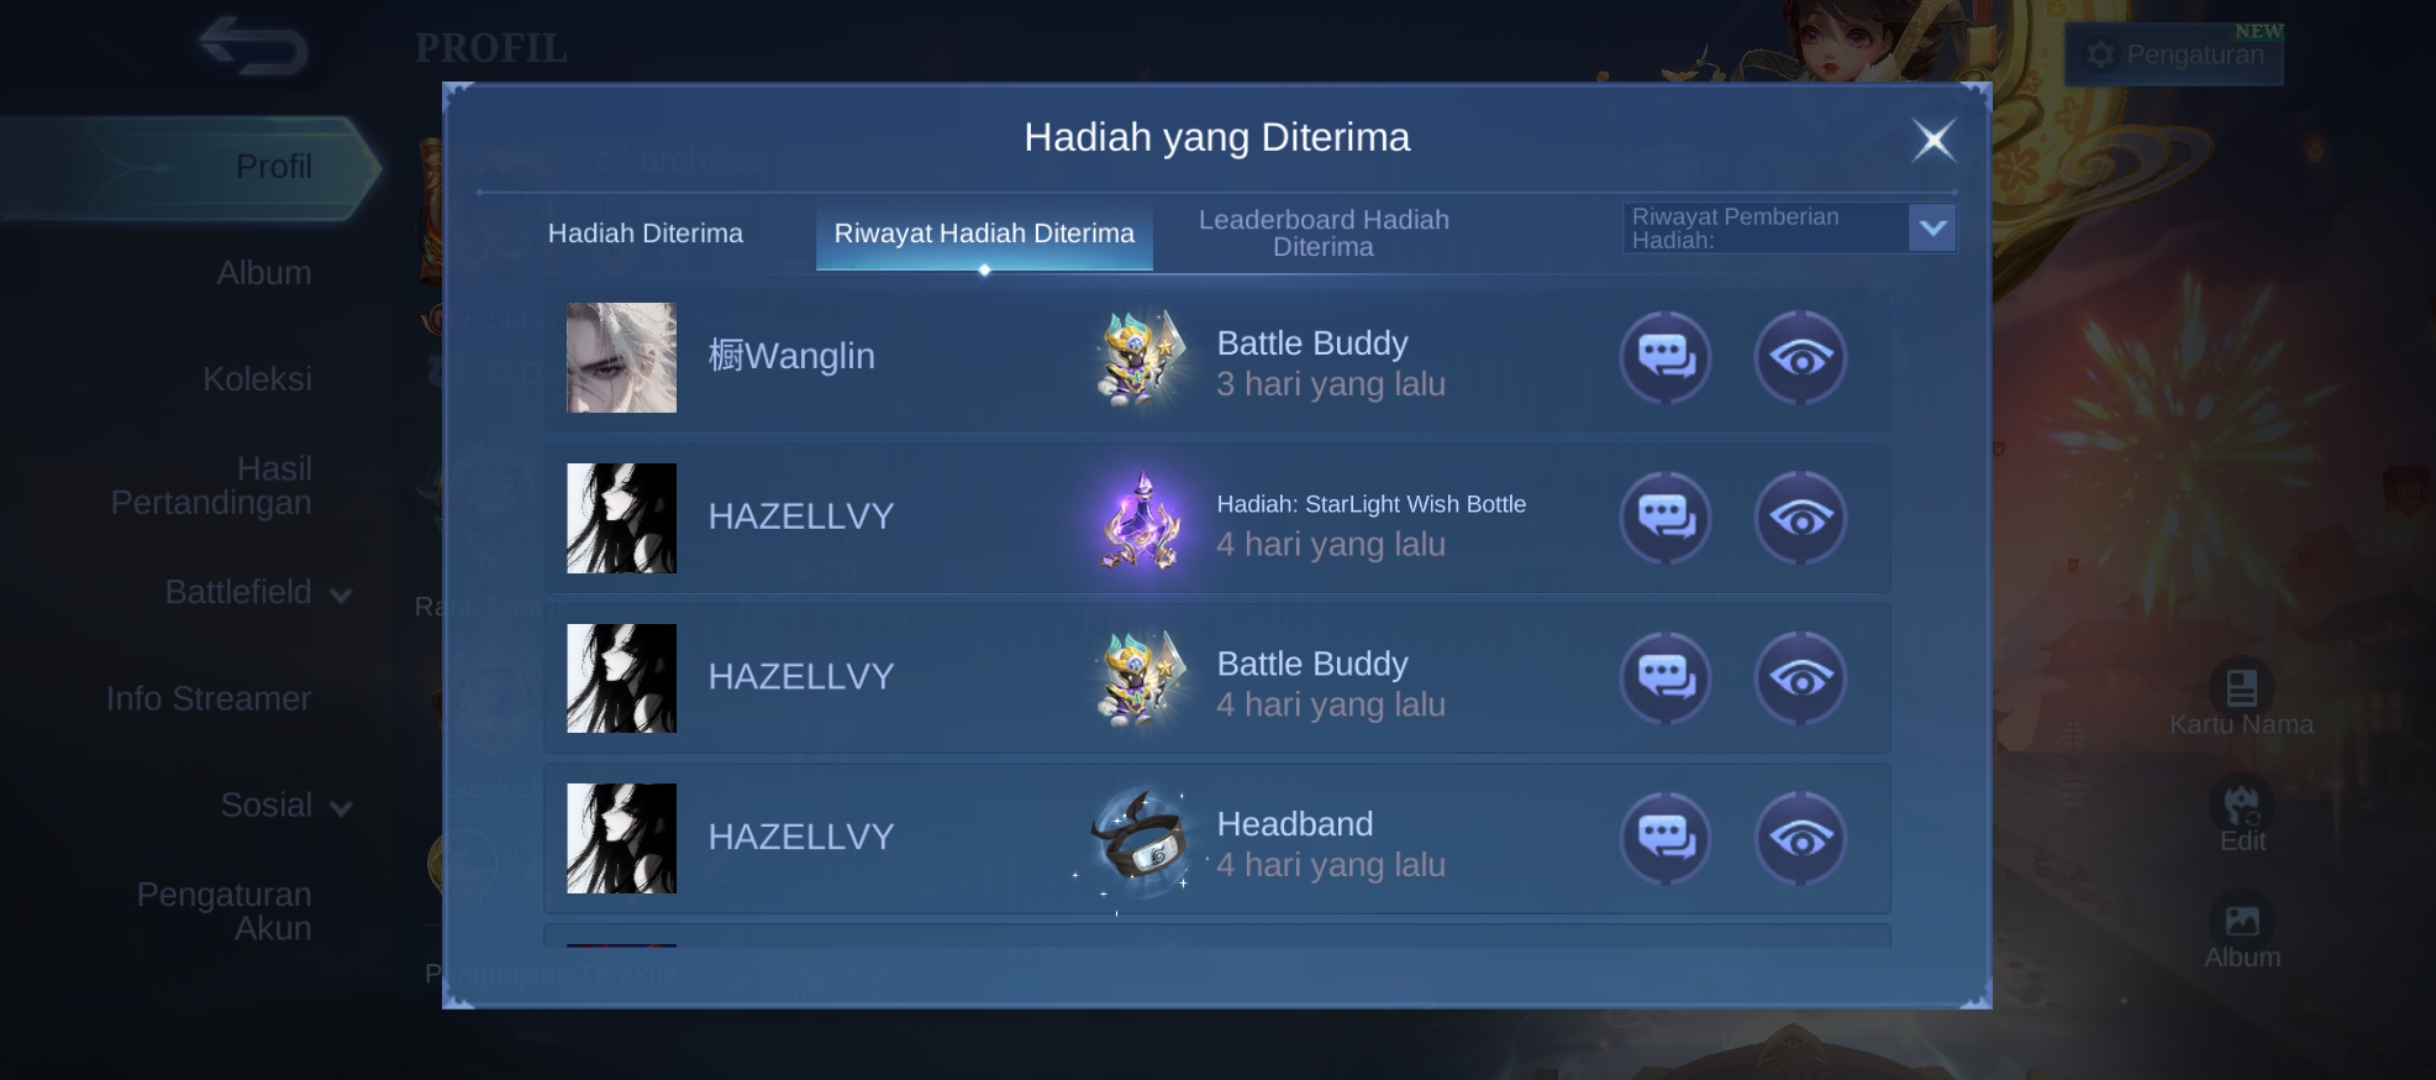 PROFIL
NEW
Pengaturan
Profil
Album
Koleksi
Hasil
Pertandingan
Battlefield
Info Streamer
Sosial
Pengaturan
Akun
Hadiah yang Diterima
Hadiah Diterima
Riwayat Hadiah Diterima
Leaderboard Hadiah
Diterima
Riwayat Pemberian
Hadiah:
橱Wanglin
Battle Buddy
3 hari yang lalu
HAZELLVY
Hadiah: StarLight Wish Bottle
4 hari yang lalu
HAZELLVY
Battle Buddy
4 hari yang lalu
HAZELLVY
Headband
4 hari yang lalu
Pengunjung Terakhir
Kartu Nama
Edit
Album